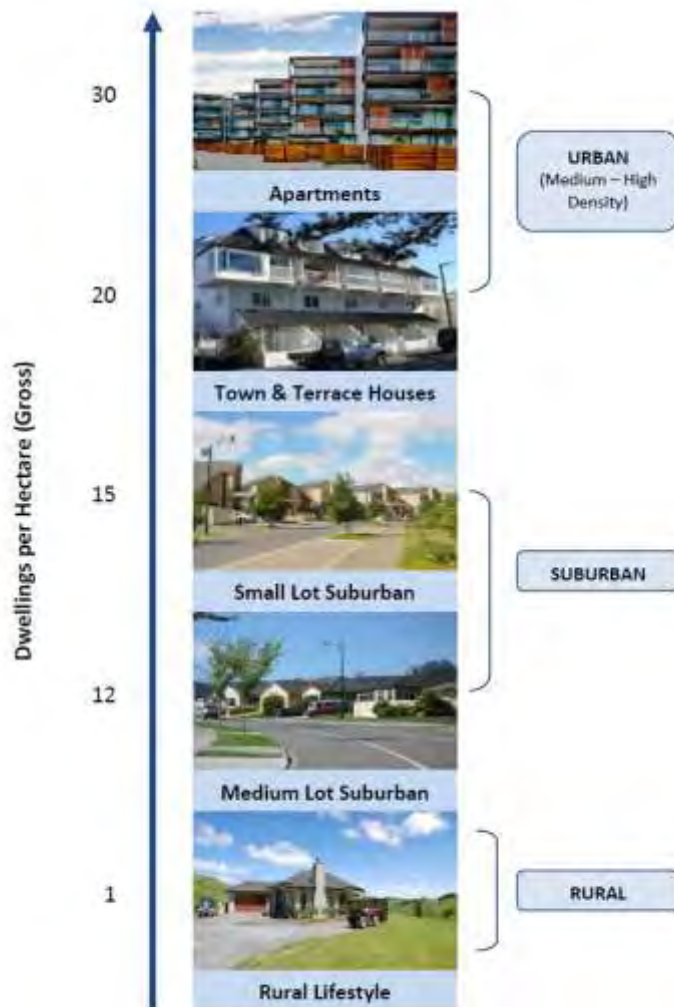 30
Apartments
URBAN
(Medium – High
Density)
20
Town & Terrace Houses
Dwellings per Hectare (Gross)
15
Small Lot Suburban
SUBURBAN
12
Medium Lot Suburban
1
RURAL
Rural Lifestyle